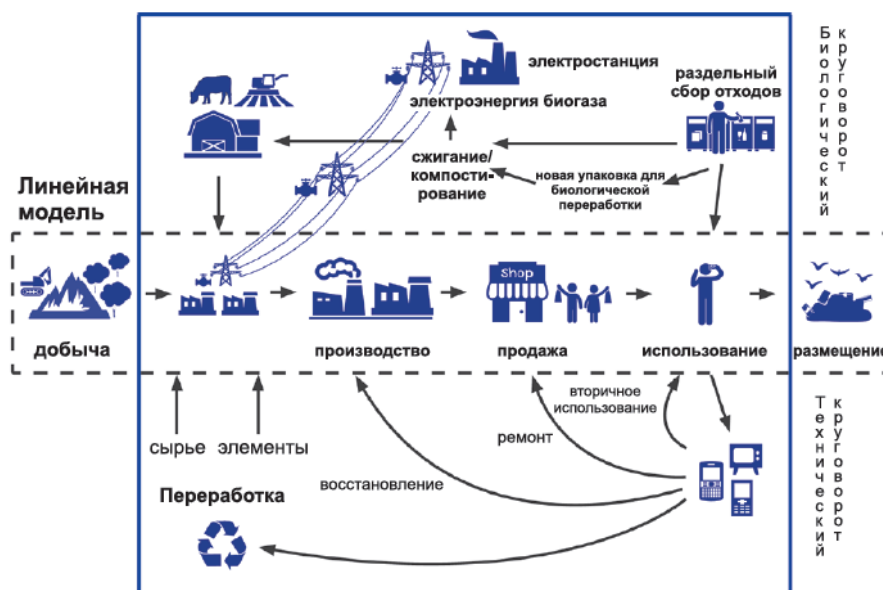 электростанция
электроэнергия биогаза
раздельный
сбор отходов
сжигание/
компости-
рование
новая упаковка для
биологической
переработки
Биологический
круговорот
Линейная
модель
Shop
добыча
производство
продажа
использование
размещение
сырье
элементы
вторичное
использование
ремонт
восстановление
Переработка
Технический
круговорот